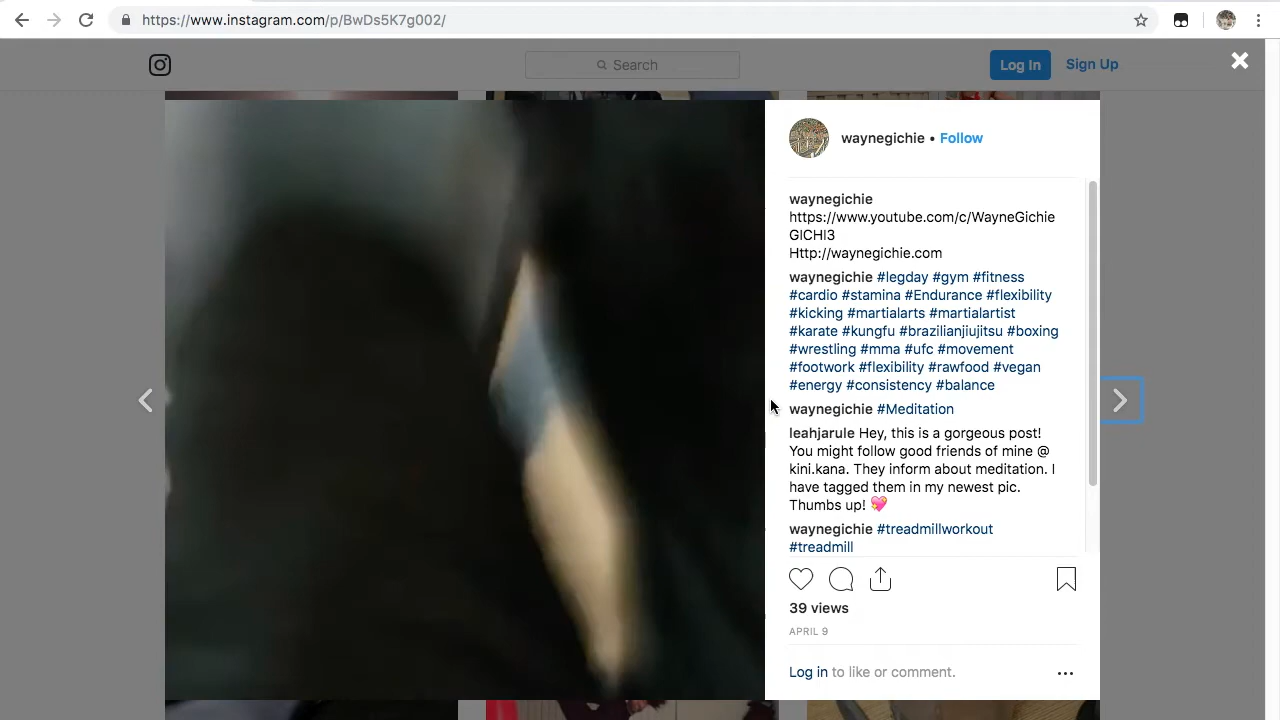 https://www.instagram.com/p/BwDs5K7g002/
Search
Log In
Sign Up
waynegichie • Follow
waynegichie
https://www.youtube.com/c/WayneGichie
GICHI3
Http://waynegichie.com
waynegichie #legday #gym #fitness
#cardio #stamina #Endurance #flexibility
#kicking #martialarts #martialartist
#karate #kungfu #brazilianjiujitsu #boxing
#wrestling #mma #ufc #movement
#footwork #flexibility #rawfood #vegan
#energy #consistency #balance
waynegichie #Meditation
leahjarule Hey, this is a gorgeous post!
You might follow good friends of mine @
kini.kana. They inform about meditation. I
have tagged them in my newest pic.
Thumbs up! 💖
waynegichie #treadmillworkout
#treadmill
39 views
APRIL 9
Log in to like or comment.